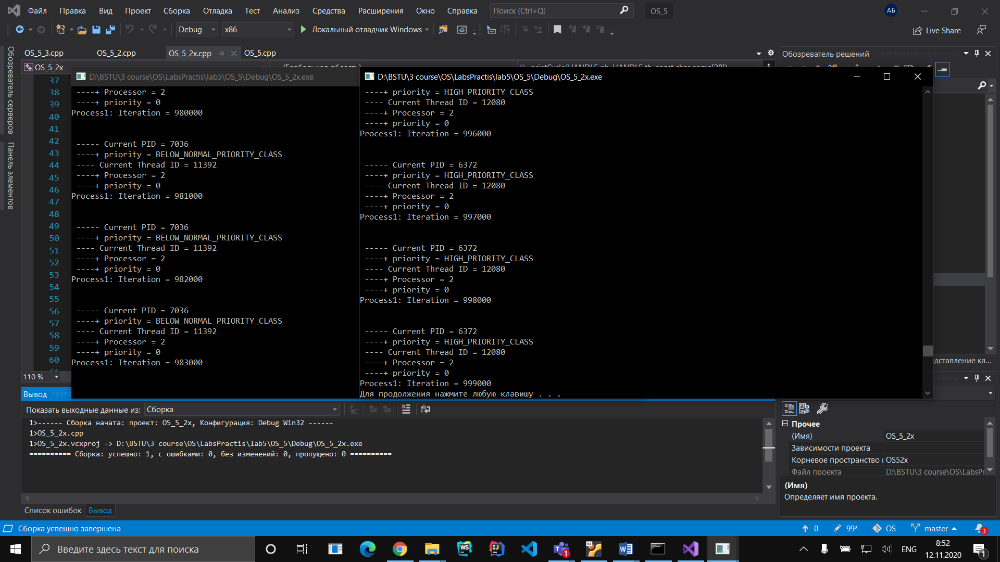 Файл Правка Вид Проект Сборка Отладка Тест Анализ Средства Расширения Окно Справка Поиск (Ctrl+Q) OS_5 АБ
Debug x86 Локальный отладчик Windows Live Share
Обозреватель серверов
Панель элементов
OS_5_3.cpp OS_5_2.cpp OS_5_2x.cpp OS_5.cpp
OS_5_2x
37
38
39
40
41
42
43
44
45
46
47
48
49
50
51
52
53
54
55
56
57
58
59
60
110 %
D:\BSTU\3 course\OS\LabsPractis\lab5\OS_5\Debug\OS_5_2x.exe
----+ Processor = 2
----+ priority = 0
Process1: Iteration = 980000
----- Current PID = 7036
----+ priority = BELOW_NORMAL_PRIORITY_CLASS
---- Current Thread ID = 11392
----+ Processor = 2
----+ priority = 0
Process1: Iteration = 981000
----- Current PID = 7036
----+ priority = BELOW_NORMAL_PRIORITY_CLASS
---- Current Thread ID = 11392
----+ Processor = 2
----+ priority = 0
Process1: Iteration = 982000
----- Current PID = 7036
----+ priority = BELOW_NORMAL_PRIORITY_CLASS
---- Current Thread ID = 11392
----+ Processor = 2
----+ priority = 0
Process1: Iteration = 983000
D:\BSTU\3 course\OS\LabsPractis\lab5\OS_5\Debug\OS_5_2x.exe
----+ priority = HIGH_PRIORITY_CLASS
---- Current Thread ID = 12080
----+ Processor = 2
----+ priority = 0
Process1: Iteration = 996000
----- Current PID = 6372
----+ priority = HIGH_PRIORITY_CLASS
---- Current Thread ID = 12080
----+ Processor = 2
----+ priority = 0
Process1: Iteration = 997000
----- Current PID = 6372
----+ priority = HIGH_PRIORITY_CLASS
---- Current Thread ID = 12080
----+ Processor = 2
----+ priority = 0
Process1: Iteration = 998000
----- Current PID = 6372
----+ priority = HIGH_PRIORITY_CLASS
---- Current Thread ID = 12080
----+ Processor = 2
----+ priority = 0
Process1: Iteration = 999000
Для продолжения нажмите любую клавишу . . .
Обозреватель решений
Вывод
Показать выходные данные из: Сборка
1>------ Сборка начата: проект: OS_5_2x, Конфигурация: Debug Win32 ------
1>OS_5_2x.cpp
1>OS_5_2x.vcxproj -> D:\BSTU\3 course\OS\LabsPractis\lab5\OS_5\Debug\OS_5_2x.exe
========== Сборка: успешно: 1, с ошибками: 0, без изменений: 0, пропущено: 0 ==========
Список ошибок Вывод
Прочее
(Имя) OS_5_2x
Зависимости проекта
Корневое пространство OS52x
Файл проекта D:\BSTU\3 course\OS\LabsPr
(Имя)
Определяет имя проекта.
Сборка успешно завершена 0 99* OS master 3
Введите здесь текст для поиска ENG 8:52
12.11.2020